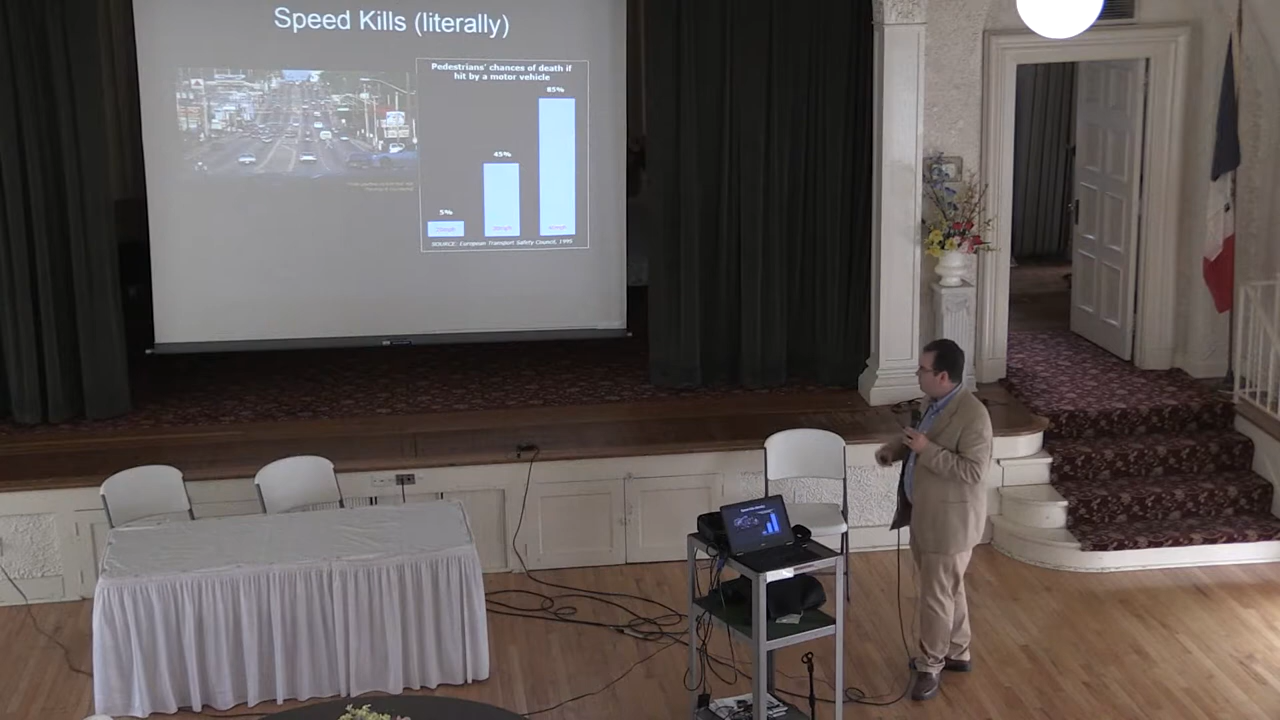 Speed Kills (literally)
Pedestrians' chances of death if
hit by a motor vehicle
85%
45%
5%
SOURCE: European Transport Safety Council, 1995